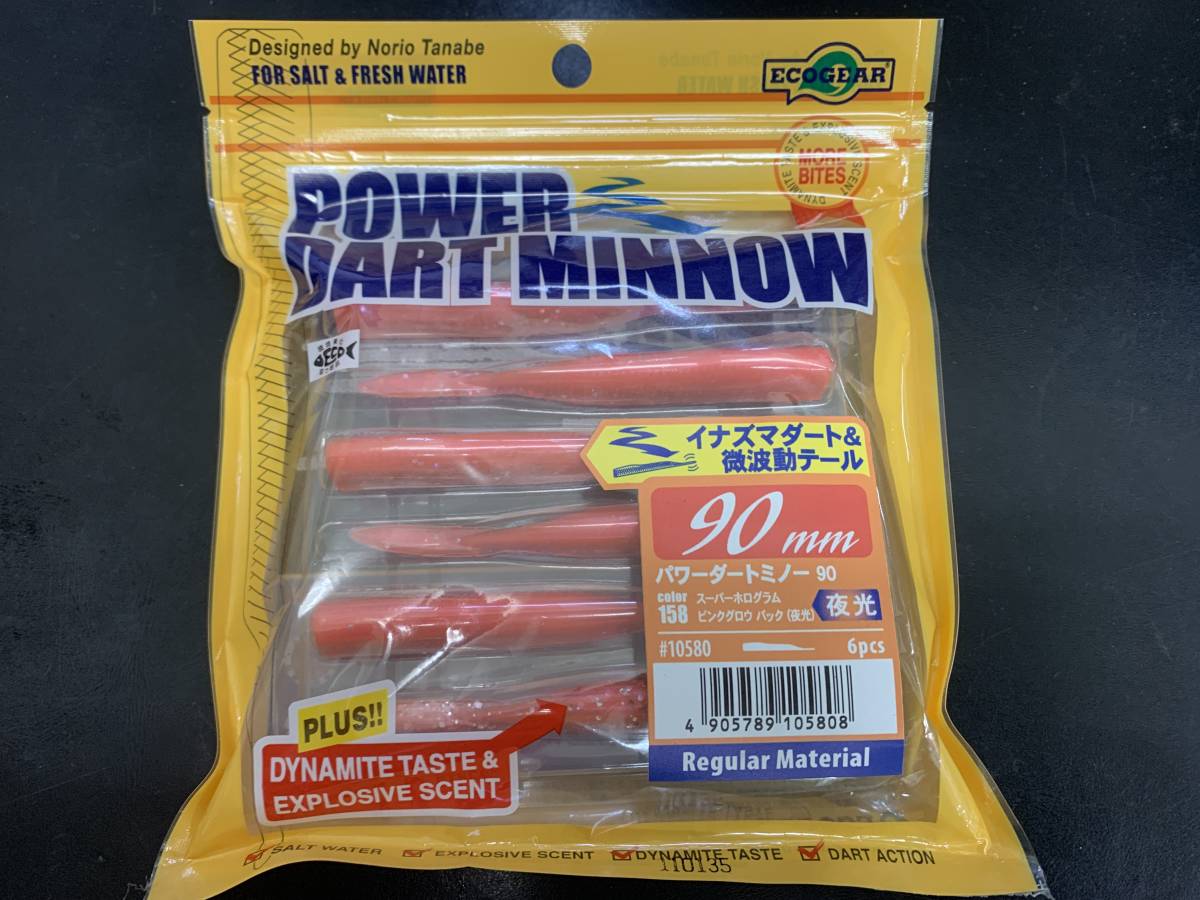 Designed by Norio Tanabe
FOR SALT & FRESH WATER
ECOGEAR
DYNAMITE TASTE & EXPLOSIVE SCENT
MORE
BITES
POWER
DART MINNOW
イナズマダート&
微波動テール
90 mm
パワーダートミノー 90
color
158
スーパーホログラム
ピンクグロウ バック (夜光)
夜光
#10580
6pcs
4 905789 105808
Regular Material
PLUS!!
DYNAMITE TASTE &
EXPLOSIVE SCENT
SALT WATER EXPLOSIVE SCENT DYNAMITE TASTE DART ACTION
110135